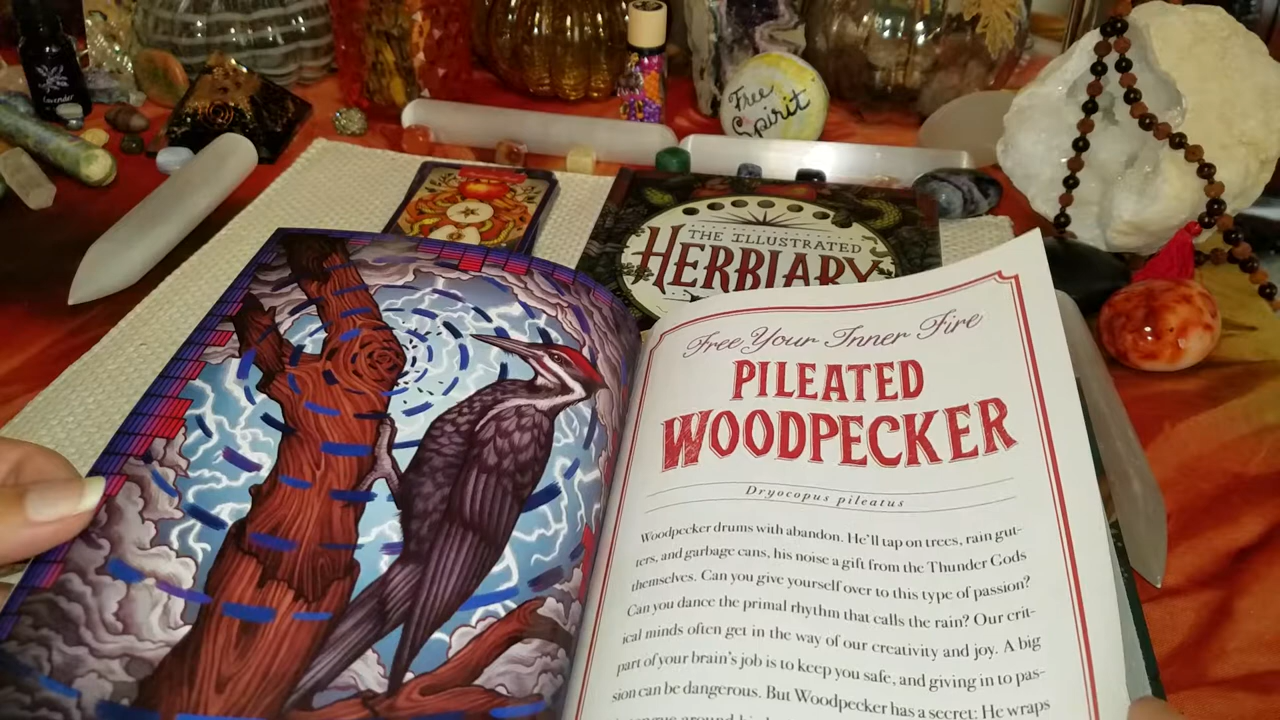 Lavender
Free
Spirit
THE ILLUSTRATED
HERBIARY
Free Your Inner Fire
PILEATED
WOODPECKER
Dryocopus pileatus
Woodpecker drums with abandon. He'll tap on trees, rain gut-
ters, and garbage cans, his noise a gift from the Thunder Gods
themselves. Can you give yourself over to this type of passion?
Can you dance the primal rhythm that calls the rain? Our crit-
ical minds often get in the way of our creativity and joy. A big
part of your brain's job is to keep you safe, and giving in to pas-
sion can be dangerous. But Woodpecker has a secret: He wraps